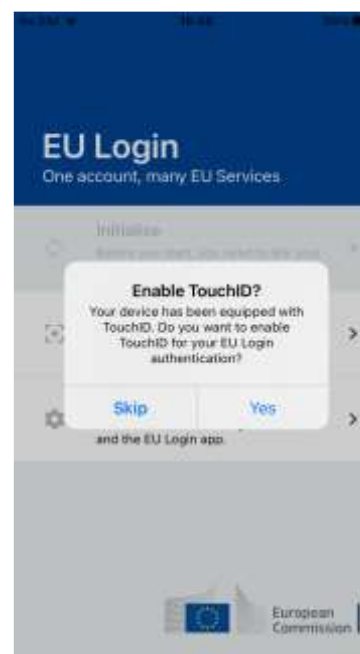 EU Login
One account, many EU Services
Initialise
Enable TouchID?
Your device has been equipped with
TouchID. Do you want to enable
TouchID for your EU Login
authentication?
Skip
Yes
and the EU Login app.
European
Commission